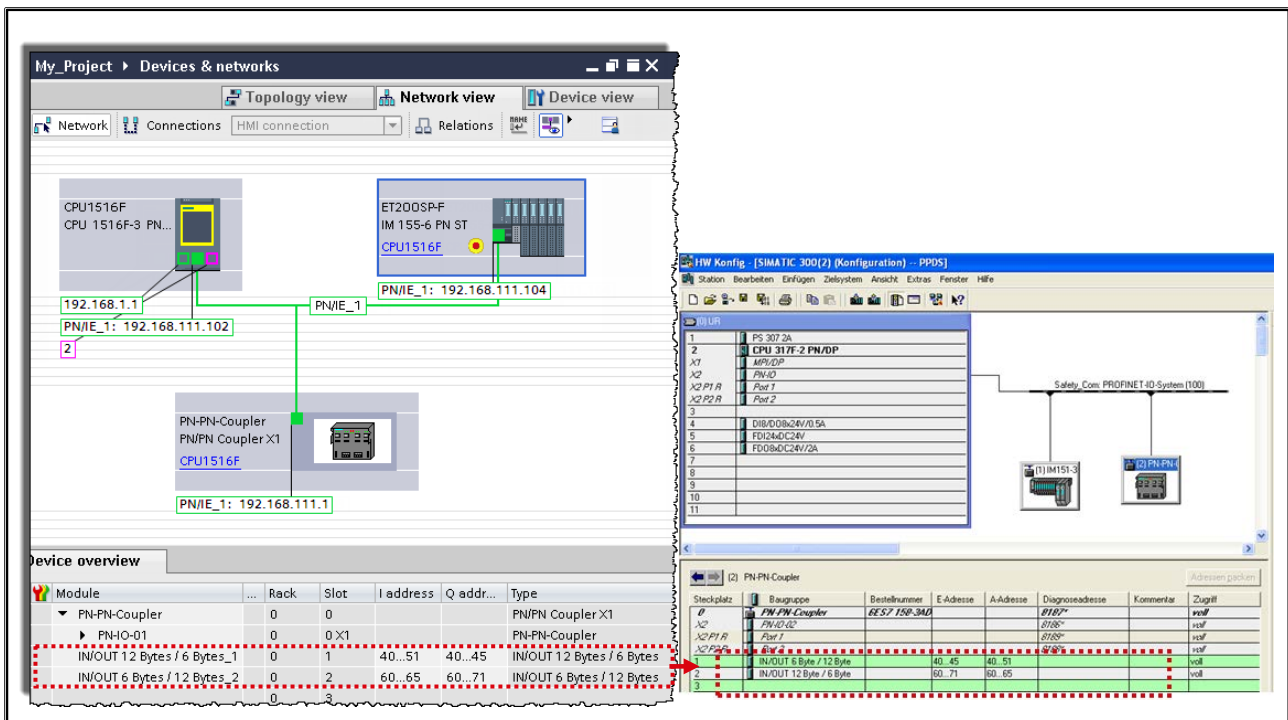 My_Project ▸ Devices & networks
Topology view Network view Device view
Network Connections HMI connection Relations
CPU1516F
CPU 1516F-3 PN...
ET200SP-F
IM 155-6 PN ST
CPU1516F
192.168.1.1
PN/IE_1: 192.168.111.102
2
PN/IE_1
PN/IE_1: 192.168.111.104
PN-PN-Coupler
PN/PN Coupler X1
CPU1516F
PN/IE_1: 192.168.111.1
Device overview
Module ... Rack Slot I address Q addr... Type
PN-PN-Coupler 0 0 PN/PN Coupler X1
PN-IO-01 0 0 X1 PN-PN-Coupler
IN/OUT 12 Bytes / 6 Bytes_1 0 1 40...51 40...45 IN/OUT 12 Bytes / 6 Bytes
IN/OUT 6 Bytes / 12 Bytes_2 0 2 60...65 60...71 IN/OUT 6 Bytes / 12 Bytes
0 3
HW Konfig - [SIMATIC 300(2) (Konfiguration) -- PPDS]
Station Bearbeiten Einfügen Zielsystem Ansicht Extras Fenster Hilfe
(0) UR
1 PS 307 2A
2 CPU 317F-2 PN/DP
X1 MPI/DP
X2 PN-IO
X2 P1 R Port 1
X2 P2 R Port 2
3
4 DI8/DO8x24V/0.5A
5 FDI24xDC24V
6 FDO8xDC24V/2A
7
8
9
10
11
Safety_Com: PROFINET-IO-System (100)
(1) IM151-3
(2) PN-PN-
(2) PN-PN-Coupler
Adressen packen
Steckplatz Baugruppe Bestellnummer E-Adresse A-Adresse Diagnoseadresse Kommentar Zugriff
0 PN-PN-Coupler 6ES7 158-3AD 8187* voll
X2 PN-IO-02 8186* voll
X2 P1 R Port 1 8189* voll
X2 P2 R Port 2 8188* voll
1 IN/OUT 6 Byte / 12 Byte 40...45 40...51 voll
2 IN/OUT 12 Byte / 6 Byte 60...71 60...65 voll
3